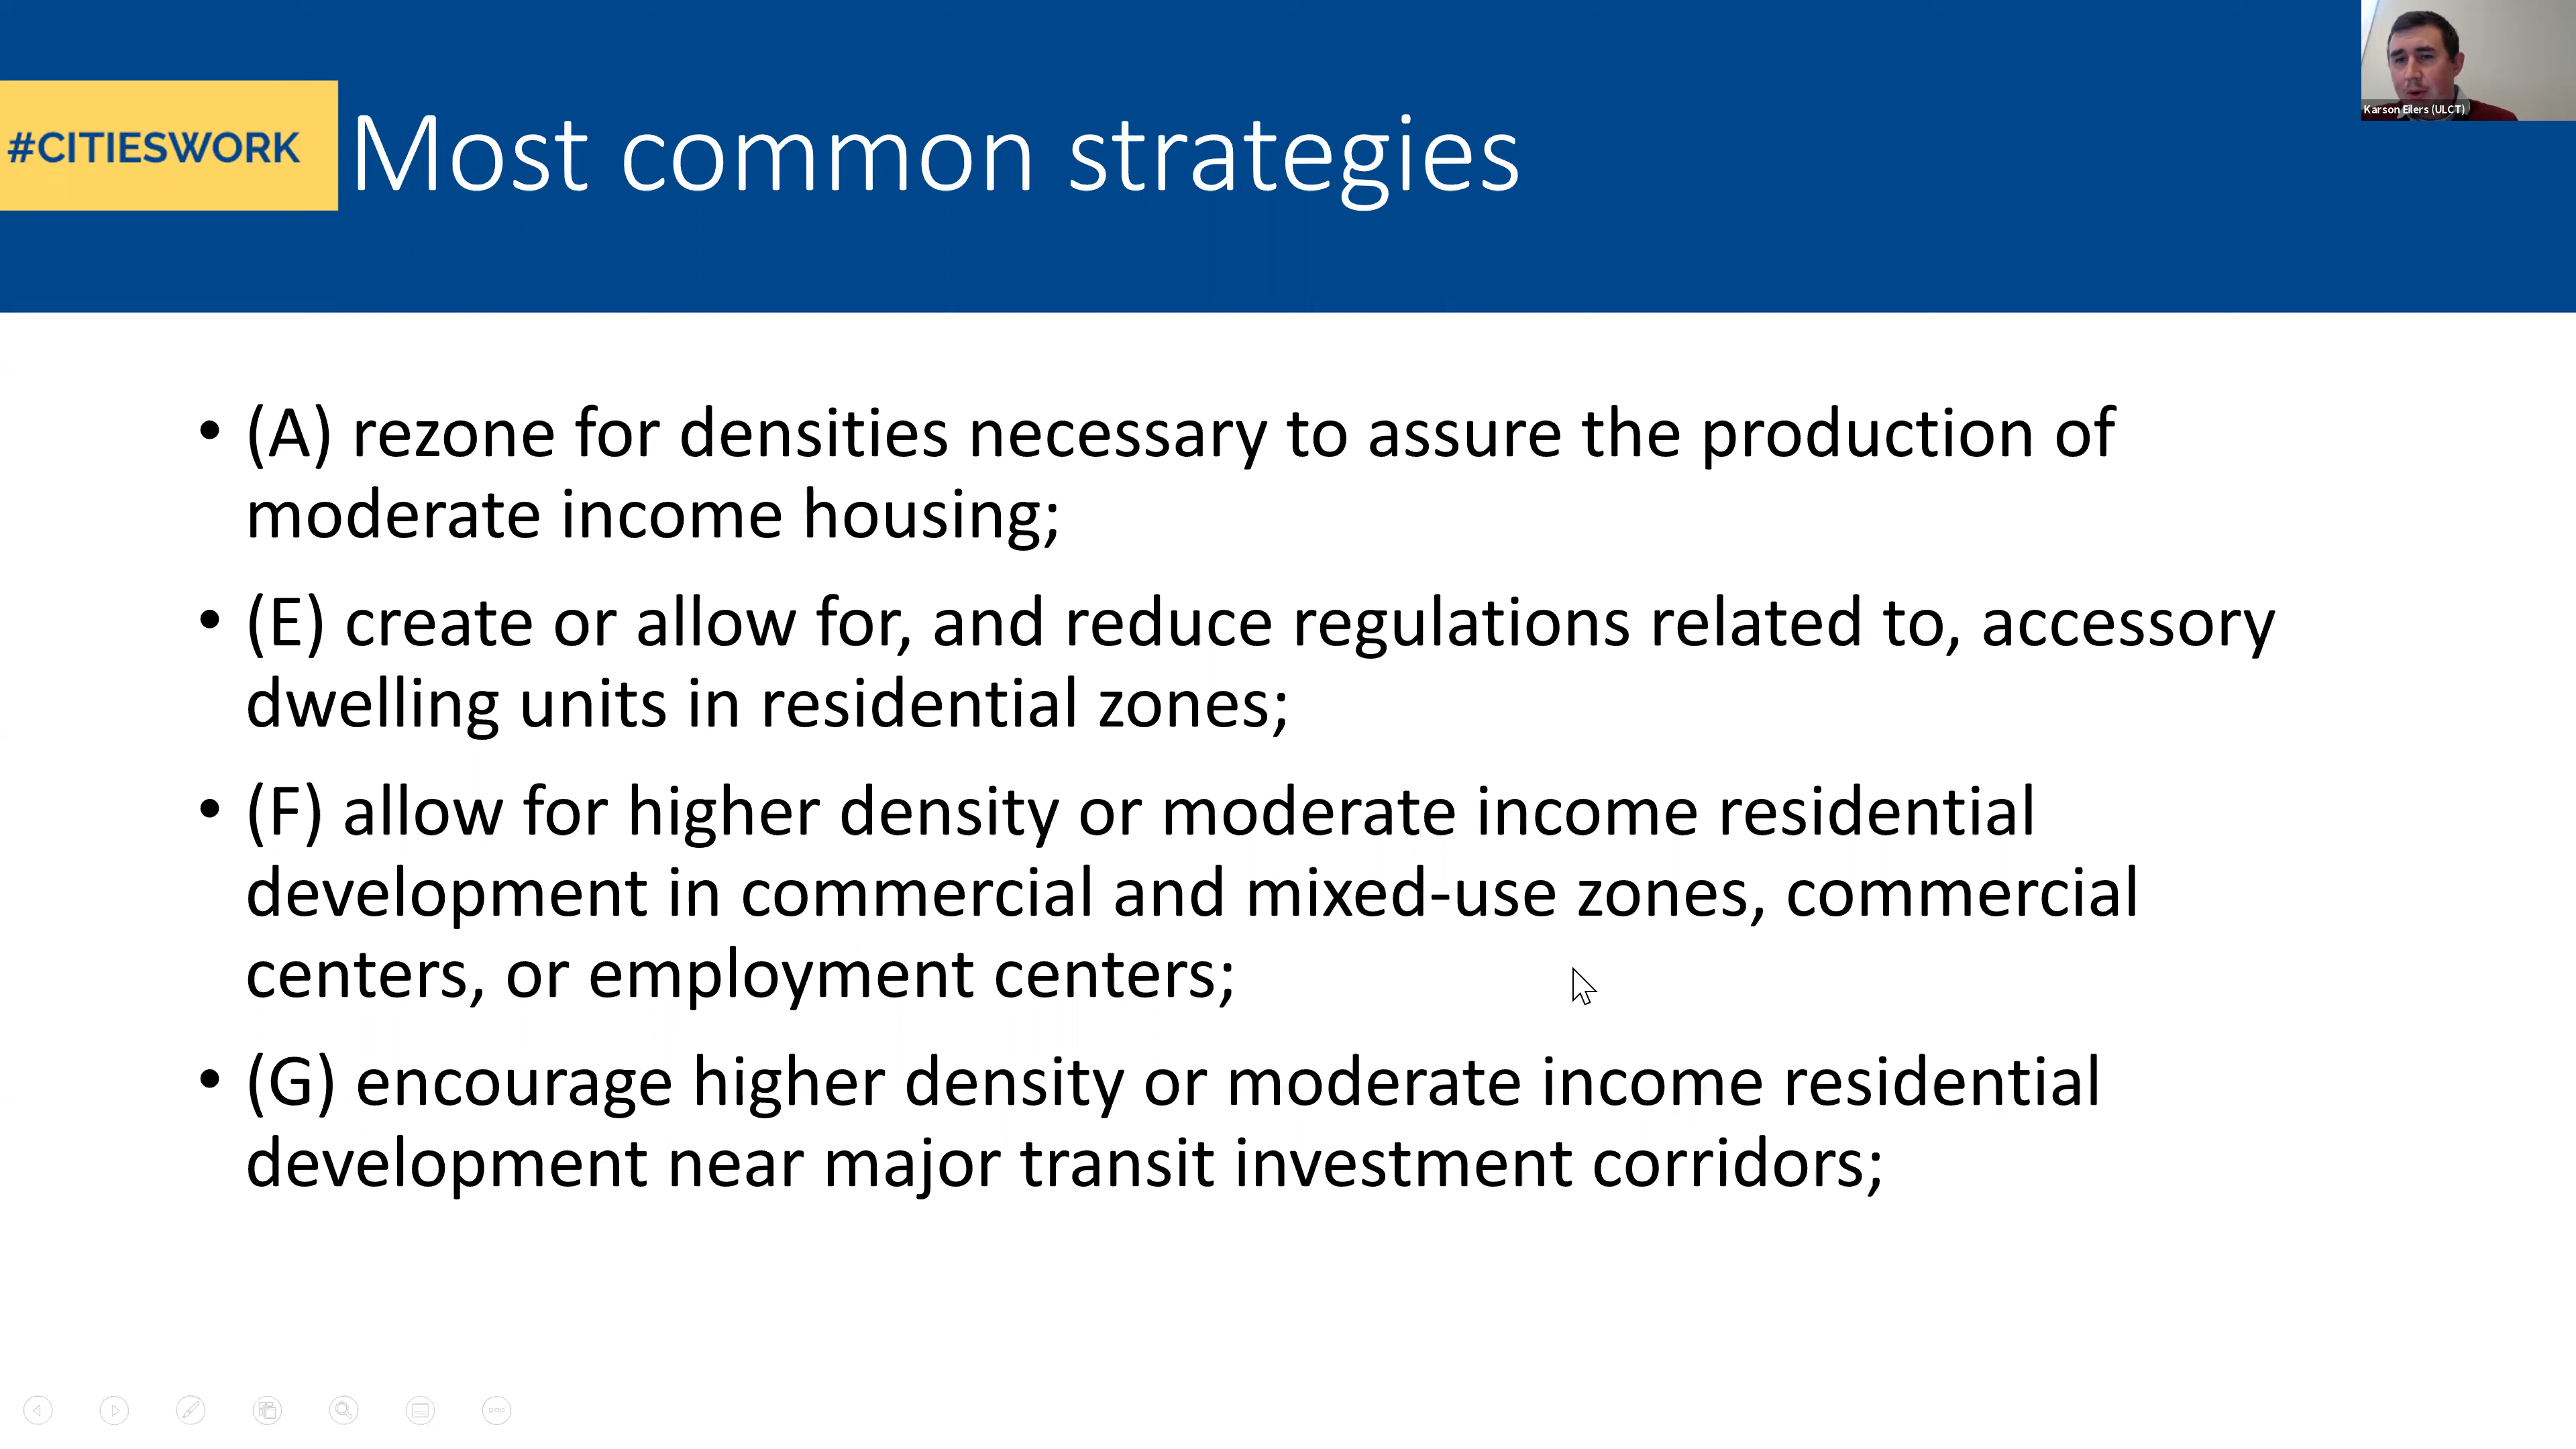 #CITIESWORK
Most common strategies
Karson Eilers (ULCT)
• (A) rezone for densities necessary to assure the production of
moderate income housing;
• (E) create or allow for, and reduce regulations related to, accessory
dwelling units in residential zones;
• (F) allow for higher density or moderate income residential
development in commercial and mixed-use zones, commercial
centers, or employment centers;
• (G) encourage higher density or moderate income residential
development near major transit investment corridors;